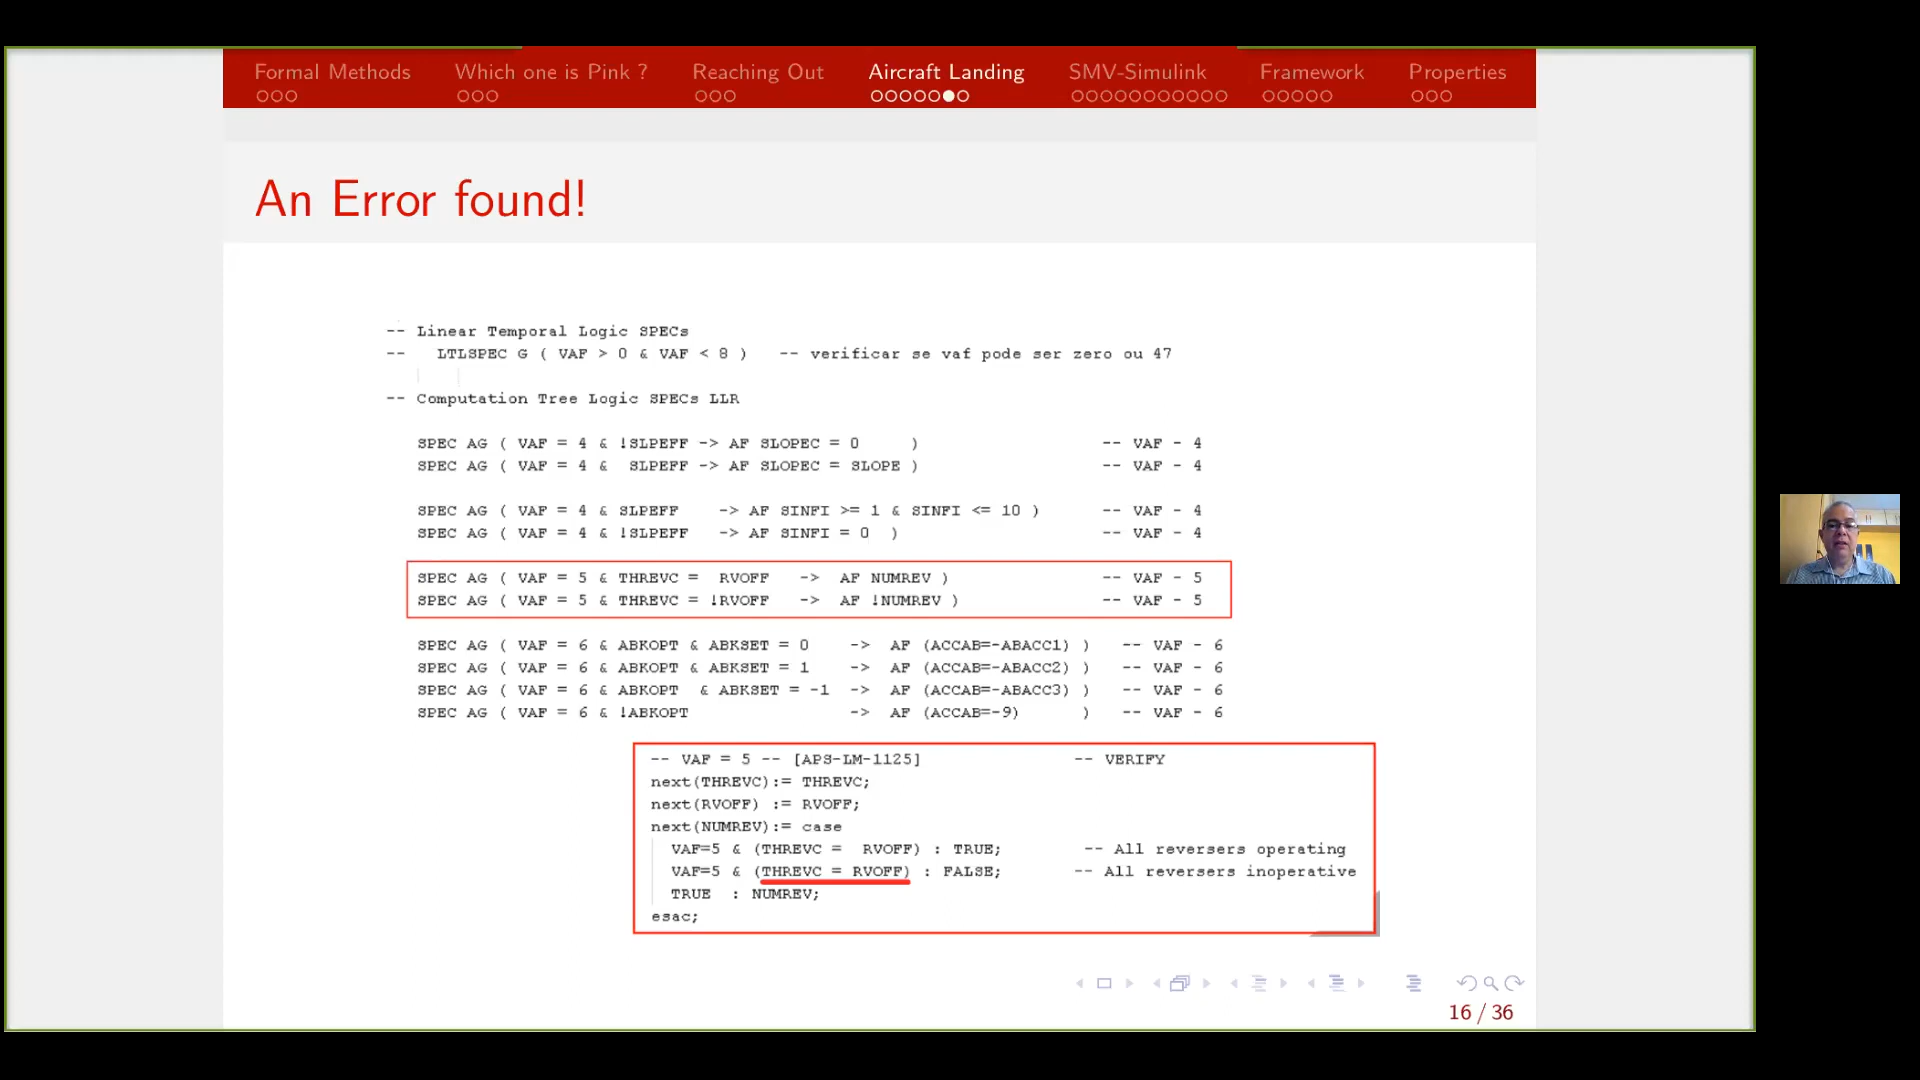 Formal Methods Which one is Pink ? Reaching Out Aircraft Landing SMV-Simulink Framework Properties
An Error found!
-- Linear Temporal Logic SPECs
-- LTLSPEC G ( VAF > 0 & VAF < 8 ) -- verificar se vaf pode ser zero ou 47
-- Computation Tree Logic SPECs LLR
SPEC AG ( VAF = 4 & !SLPEFF -> AF SLOPEC = 0 ) -- VAF - 4
SPEC AG ( VAF = 4 & SLPEFF -> AF SLOPEC = SLOPE ) -- VAF - 4
SPEC AG ( VAF = 4 & SLPEFF -> AF SINFI >= 1 & SINFI <= 10 ) -- VAF - 4
SPEC AG ( VAF = 4 & !SLPEFF -> AF SINFI = 0 ) -- VAF - 4
SPEC AG ( VAF = 5 & THREVC = RVOFF -> AF NUMREV ) -- VAF - 5
SPEC AG ( VAF = 5 & THREVC = !RVOFF -> AF !NUMREV ) -- VAF - 5
SPEC AG ( VAF = 6 & ABKOPT & ABKSET = 0 -> AF (ACCAB=-ABACC1) ) -- VAF - 6
SPEC AG ( VAF = 6 & ABKOPT & ABKSET = 1 -> AF (ACCAB=-ABACC2) ) -- VAF - 6
SPEC AG ( VAF = 6 & ABKOPT & ABKSET = -1 -> AF (ACCAB=-ABACC3) ) -- VAF - 6
SPEC AG ( VAF = 6 & !ABKOPT -> AF (ACCAB=-9) ) -- VAF - 6
-- VAF = 5 -- [APS-LM-1125] -- VERIFY
next(THREVC):= THREVC;
next(RVOFF) := RVOFF;
next(NUMREV):= case
VAF=5 & (THREVC = RVOFF) : TRUE; -- All reversers operating
VAF=5 & (THREVC = RVOFF) : FALSE; -- All reversers inoperative
TRUE : NUMREV;
esac;
16 / 36